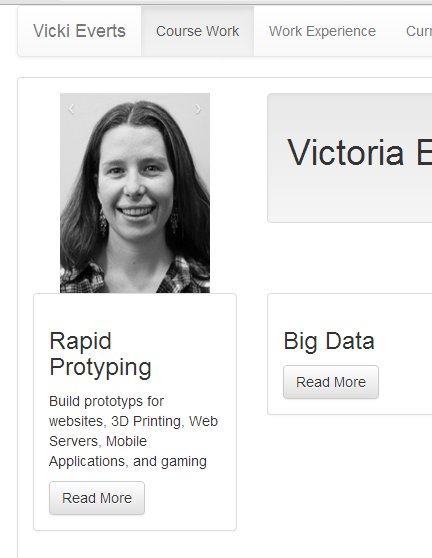 Vicki Everts
Course Work
Work Experience
Curr
Victoria E
Rapid
Protyping
Build prototyps for
websites, 3D Printing, Web
Servers, Mobile
Applications, and gaming
Read More
Big Data
Read More